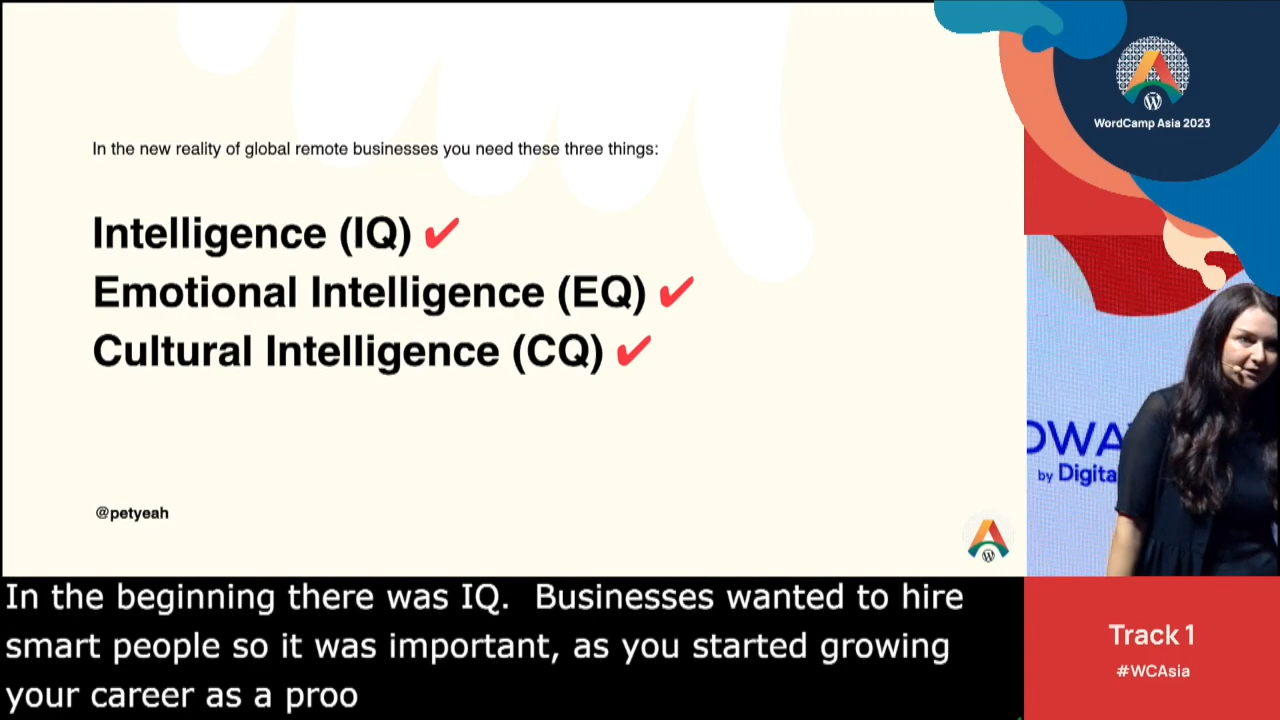 In the new reality of global remote businesses you need these three things:
Intelligence (IQ) ✔
Emotional Intelligence (EQ) ✔
Cultural Intelligence (CQ) ✔
@petyeah
WordCamp Asia 2023
by Digita
Track 1
#WCAsia
In the beginning there was IQ.  Businesses wanted to hire
smart people so it was important, as you started growing
your career as a proo